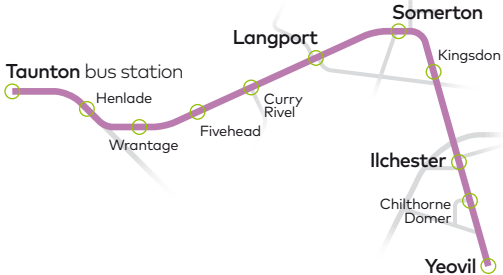 Somerton
Langport
Kingsdon
Taunton bus station
Henlade
Curry
Rivel
Fivehead
Wrantage
Ilchester
Chilthorne
Domer
Yeovil